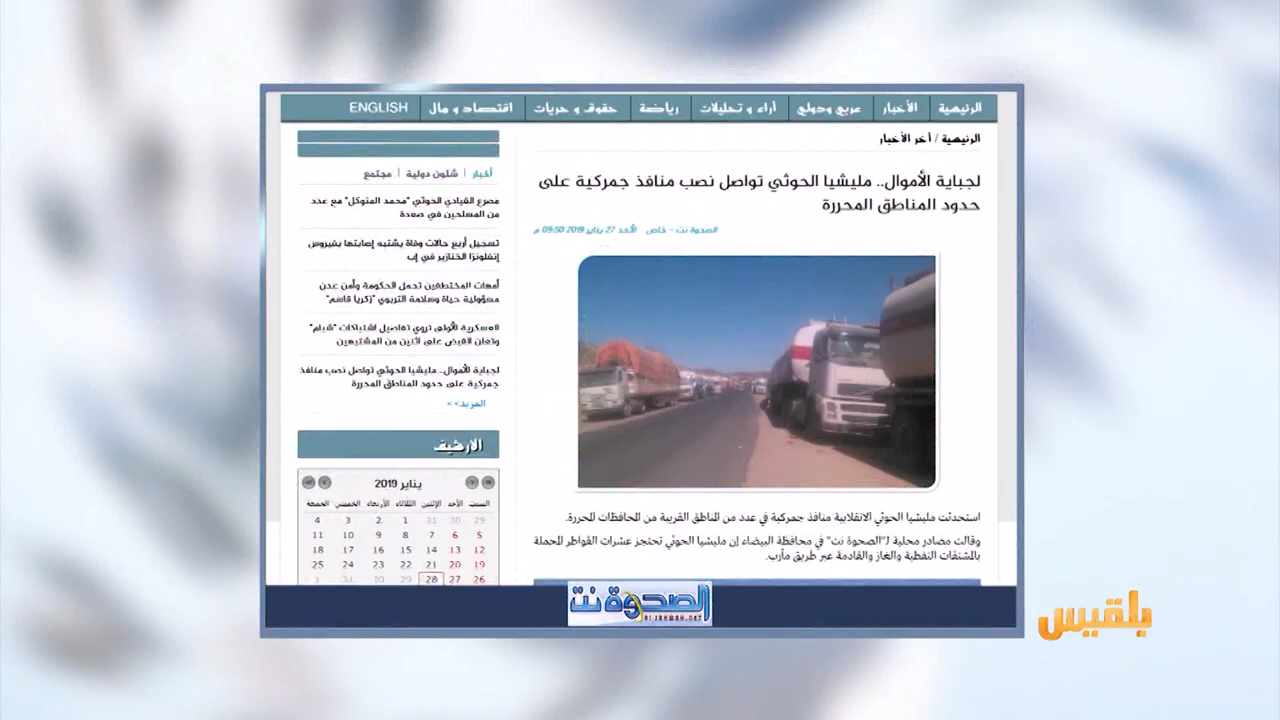 الرئيسية
الأخبار
عربي ودولي
آراء و تحليلات
رياضة
حقوق و حريات
اقتصاد و مال
ENGLISH
الرئيسية / آخر الأخبار
لجباية الأموال.. مليشيا الحوثي تواصل نصب منافذ جمركية على
حدود المناطق المحررة
الصحوة نت - خاص الأحد 27 يناير 2019 09:50 م
استحدثت مليشيا الحوثي الانقلابية منافذ جمركية في عدد من المناطق القريبة من المحافظات المحررة.
وقالت مصادر محلية لـ"الصحوة نت" في محافظة البيضاء إن مليشيا الحوثي تحتجز عشرات القواطر المحملة
بالمشتقات النفطية والغاز والقادمة عبر طريق مأرب.
أخبار | شئون دولية | مجتمع
مصرع القيادي الحوثي "محمد المتوكل" مع عدد
من المسلحين في صعدة
تسجيل أربع حالات وفاة يشتبه إصابتها بفيروس
إنفلونزا الخنازير في إب
أمهات المختطفين تحمل الحكومة وأمن عدن
مسؤولية حياة وسلامة التربوي "زكريا قاسم"
العسكرية الأولى تروي تفاصيل اشتباكات "شبام"
وتعلن القبض على اثنين من المشتبهين
لجباية الأموال.. مليشيا الحوثي تواصل نصب منافذ
جمركية على حدود المناطق المحررة
المزيد>>
الارشيف
يناير 2019
السبت الأحد الإثنين الثلاثاء الأربعاء الخميس الجمعة
29 30 31 1 2 3 4
5 6 7 8 9 10 11
12 13 14 15 16 17 18
19 20 21 22 23 24 25
26 27 28 29 30 31 1
الصحوة نت
ALSAHWAH.NET
بلقيس